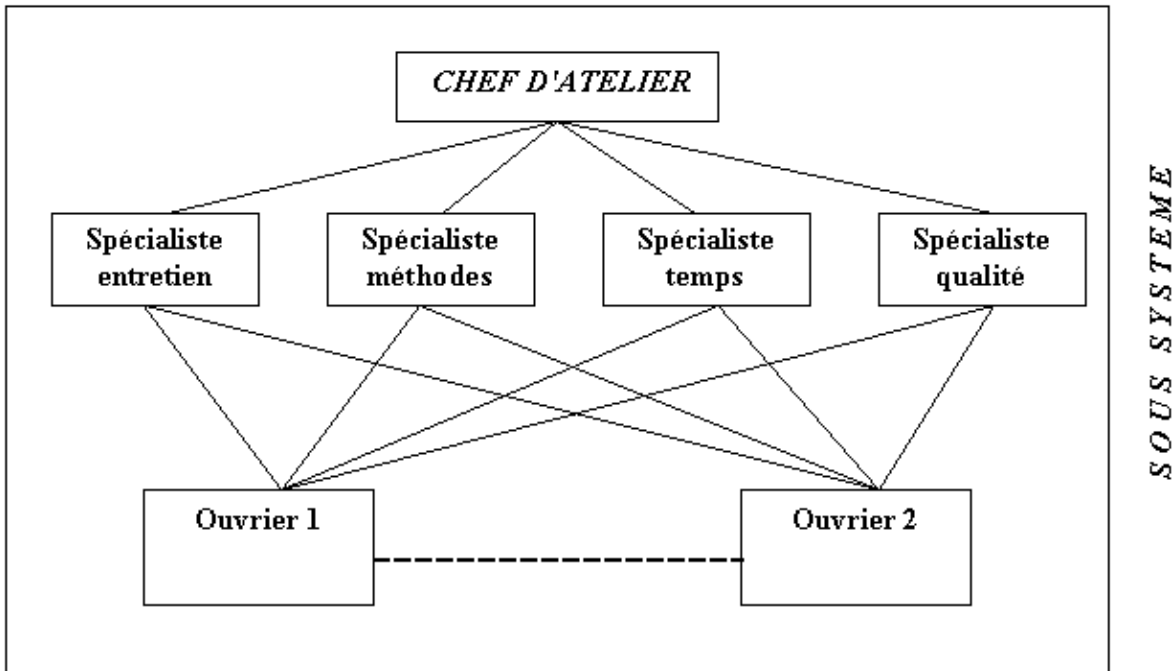 CHEF D'ATELIER
Spécialiste
entretien
Spécialiste
méthodes
Spécialiste
temps
Spécialiste
qualité
Ouvrier 1
Ouvrier 2
SOUS SYSTEME